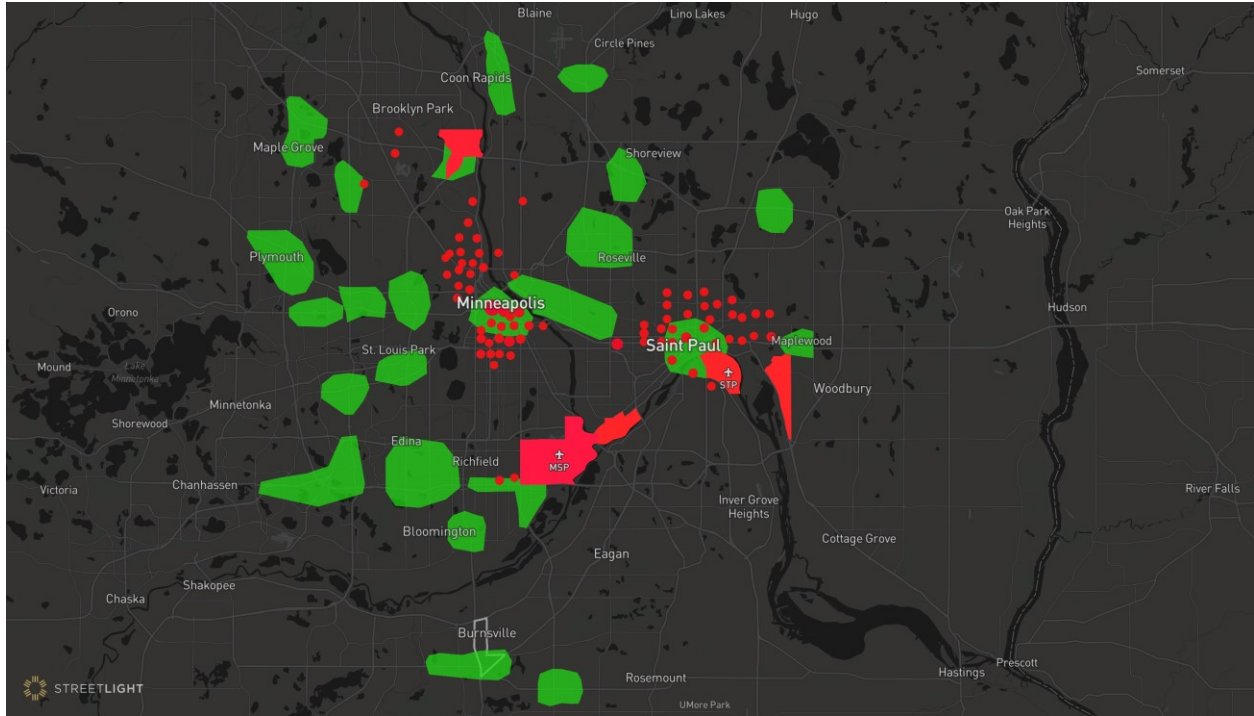 Blaine
Lino Lakes
Hugo
Circle Pines
Somerset
Coon Rapids
Brooklyn Park
Maple Grove
Shoreview
Oak Park
Heights
Plymouth
Roseville
Minneapolis
Hudson
Orono
St. Louis Park
Saint Paul
Maplewood
Mound
Lake
Minnetonka
STP
Woodbury
Minnetonka
Shorewood
Edina
Richfield
MSP
Victoria
Chanhassen
River Falls
Inver Grove
Heights
Bloomington
Cottage Grove
Eagan
Shakopee
Chaska
Burnsville
Prescott
Hastings
Rosemount
STREETLIGHT
UMore Park